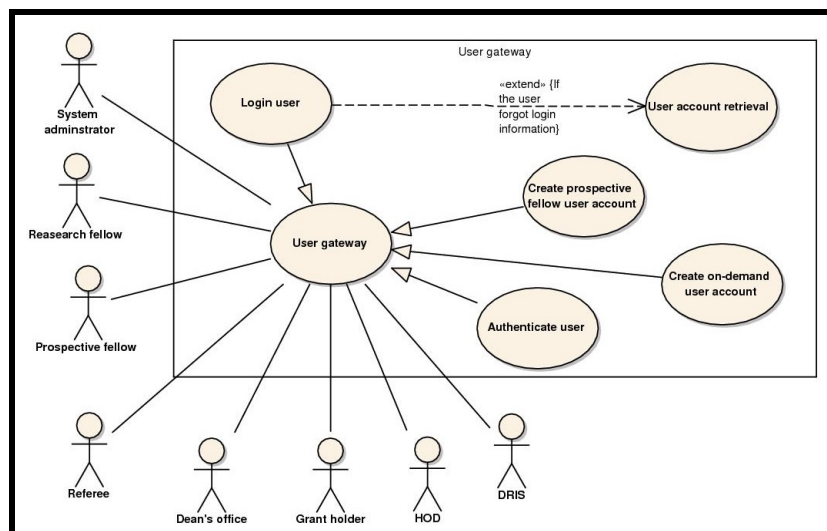 User gateway
Login user
«extend» {If
the user
forgot login
information}
User account retrieval
System
adminstrator
Reasearch fellow
Create prospective
fellow user account
User gateway
Create on-demand
user account
Prospective fellow
Authenticate user
Referee
Dean's office
Grant holder
HOD
DRIS